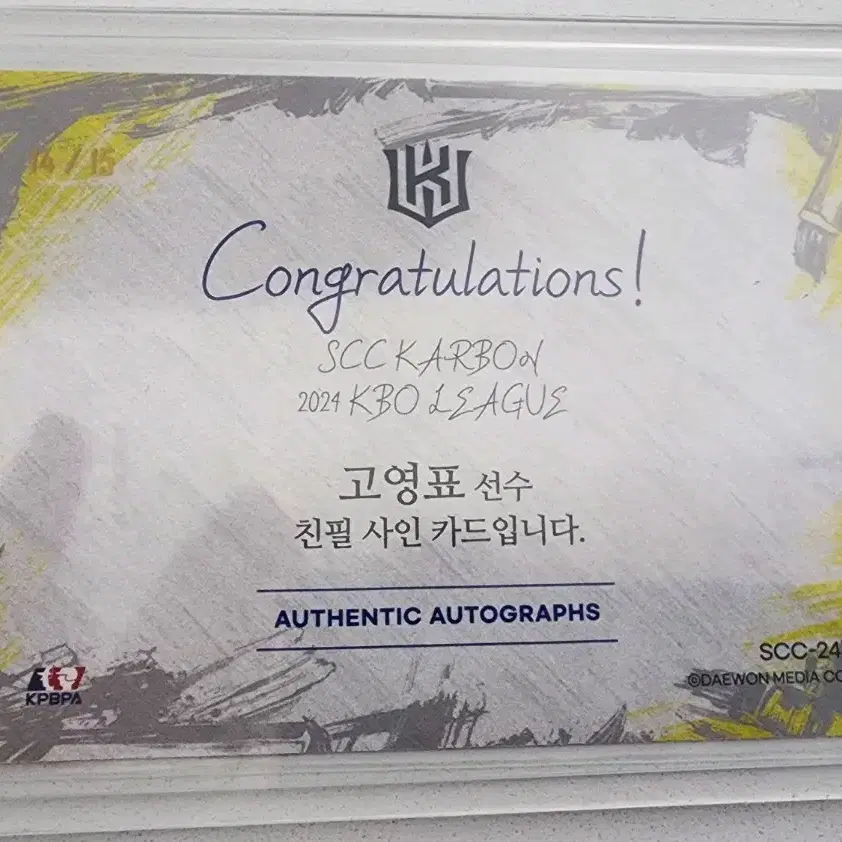 14/15
Congratulations!
SCC KARBON
2024 KBO LEAGUE
고영표 선수
친필 사인 카드입니다.
AUTHENTIC AUTOGRAPHS
SCC-24
KPBPA
©DAEWON MEDIA CO